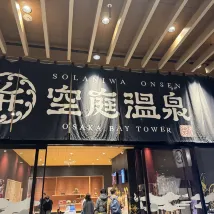 SOLANIWA ONSEN
空庭温泉
OSAKA BAY TOWER